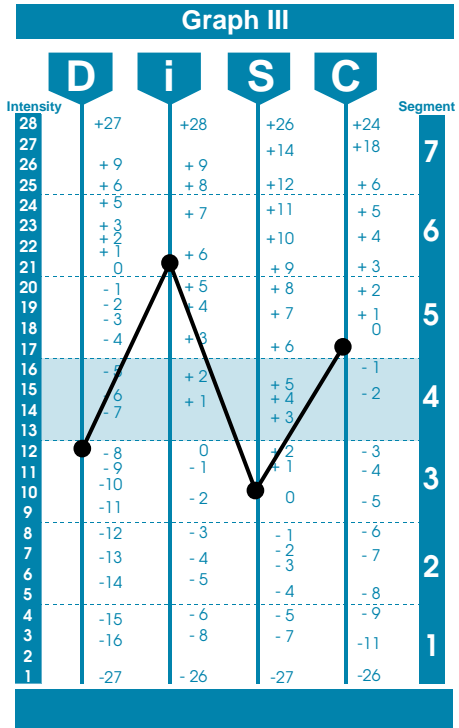 Graph III
D i S C
Intensity Segment
28 +27 +28 +26 +24
27 +14 +18 7
26 + 9 + 9
25 + 6 + 8 +12 + 6
24 + 5 + 7 +11 + 5
23 + 3 6
+ 2 +10 + 4
22 + 1 + 6
21 0 + 9 + 3
20 - 1 + 5 + 8 + 2
19 - 2 + 4 + 7 + 1 5
18 - 3 0
17 - 4 + 3 + 6
16 - 5 + 2 - 1
15 - 6 + 1 + 5 - 2 4
+ 4
14 - 7 + 3
13
12 - 8 0 + 2 - 3
11 - 9 - 1 + 1 - 4 3
10 -10 - 2 0 - 5
9 -11
8 -12 - 3 - 1 - 6
7 -13 - 4 - 2 - 7 2
- 3
6 -14 - 5
5 - 4 - 8
4 -15 - 6 - 5 - 9
3 -16 - 8 - 7 -11 1
2
1 -27 - 26 -27 -26